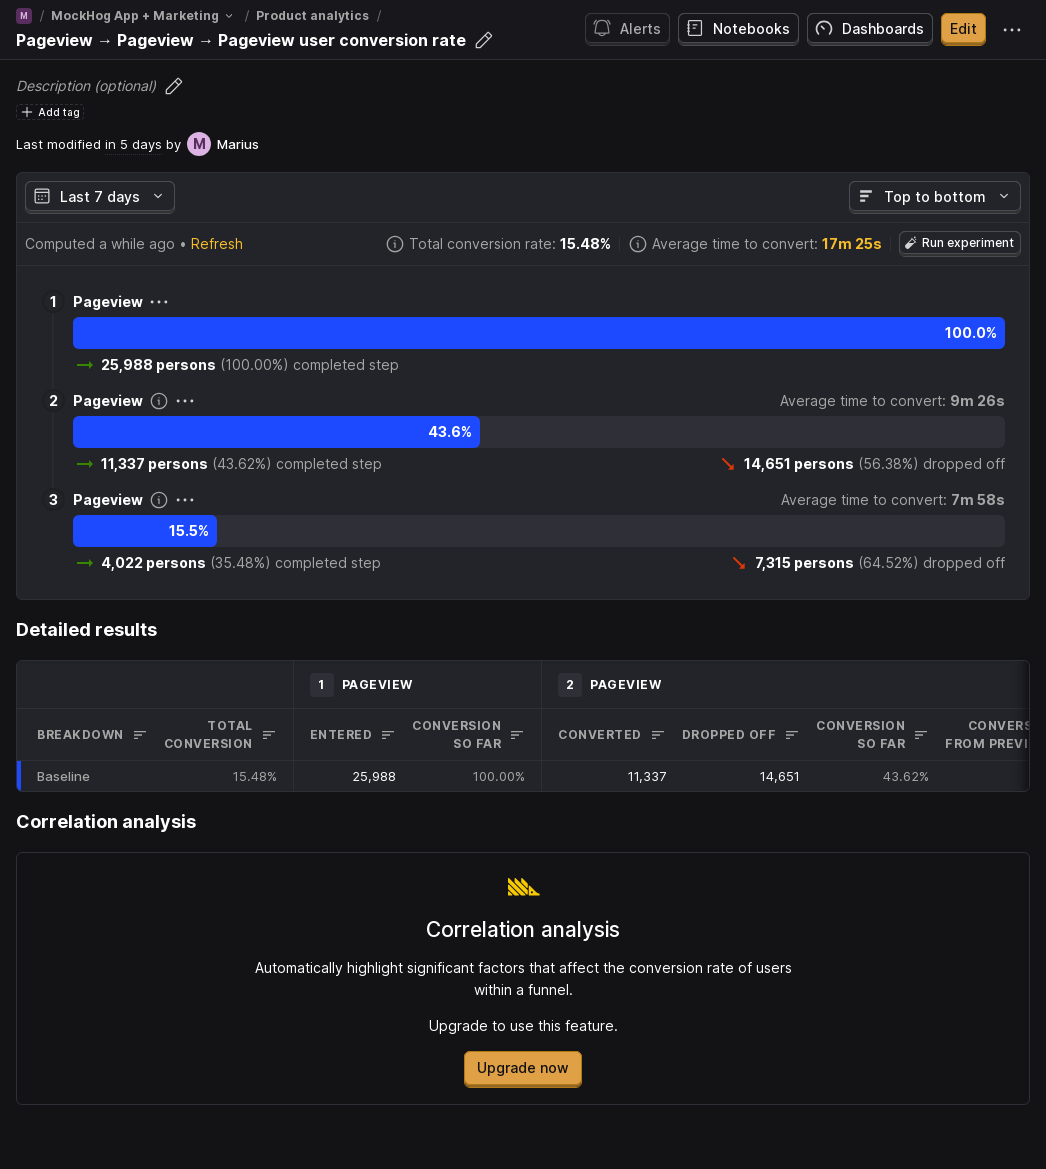 M / MockHog App + Marketing / Product analytics /
Pageview → Pageview → Pageview user conversion rate
Alerts Notebooks Dashboards Edit
Description (optional)
Add tag
Last modified in 5 days by M Marius
Last 7 days Top to bottom
Computed a while ago • Refresh Total conversion rate: 15.48% Average time to convert: 17m 25s Run experiment
1 Pageview
100.0%
25,988 persons (100.00%) completed step
2 Pageview Average time to convert: 9m 26s
43.6%
11,337 persons (43.62%) completed step 14,651 persons (56.38%) dropped off
3 Pageview Average time to convert: 7m 58s
15.5%
4,022 persons (35.48%) completed step 7,315 persons (64.52%) dropped off
Detailed results
1 PAGEVIEW 2 PAGEVIEW
BREAKDOWN TOTAL CONVERSION ENTERED CONVERSION SO FAR CONVERTED DROPPED OFF CONVERSION SO FAR CONVERS FROM PREVI
Baseline 15.48% 25,988 100.00% 11,337 14,651 43.62%
Correlation analysis
Correlation analysis
Automatically highlight significant factors that affect the conversion rate of users
within a funnel.
Upgrade to use this feature.
Upgrade now